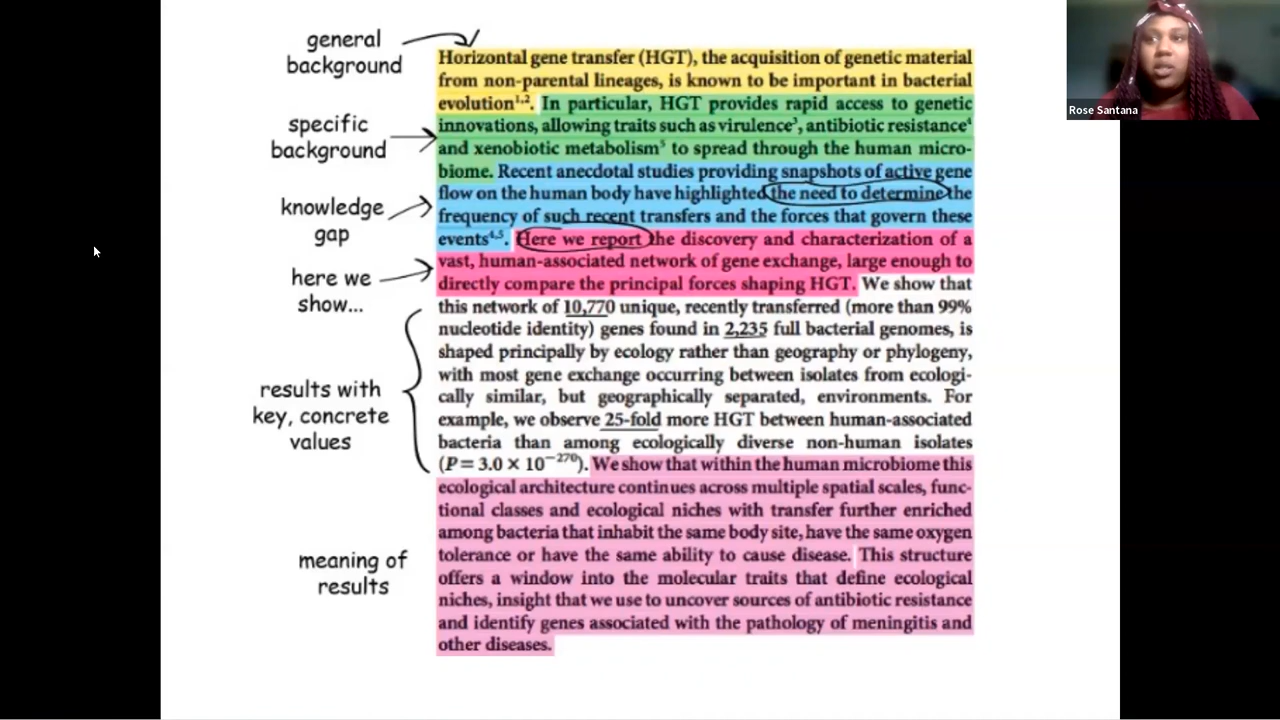 general
background
specific
background
knowledge
gap
here we
show...
results with
key, concrete
values
meaning of
results
Horizontal gene transfer (HGT), the acquisition of genetic material
from non-parental lineages, is known to be important in bacterial
evolution¹,². In particular, HGT provides rapid access to genetic
innovations, allowing traits such as virulence³, antibiotic resistance⁴
and xenobiotic metabolism⁵ to spread through the human micro-
biome. Recent anecdotal studies providing snapshots of active gene
flow on the human body have highlighted the need to determine the
frequency of such recent transfers and the forces that govern these
events⁴,⁵. Here we report the discovery and characterization of a
vast, human-associated network of gene exchange, large enough to
directly compare the principal forces shaping HGT. We show that
this network of 10,770 unique, recently transferred (more than 99%
nucleotide identity) genes found in 2,235 full bacterial genomes, is
shaped principally by ecology rather than geography or phylogeny,
with most gene exchange occurring between isolates from ecologi-
cally similar, but geographically separated, environments. For
example, we observe 25-fold more HGT between human-associated
bacteria than among ecologically diverse non-human isolates
(P = 3.0 × 10⁻²⁷⁰). We show that within the human microbiome this
ecological architecture continues across multiple spatial scales, func-
tional classes and ecological niches with transfer further enriched
among bacteria that inhabit the same body site, have the same oxygen
tolerance or have the same ability to cause disease. This structure
offers a window into the molecular traits that define ecological
niches, insight that we use to uncover sources of antibiotic resistance
and identify genes associated with the pathology of meningitis and
other diseases.
Rose Santana